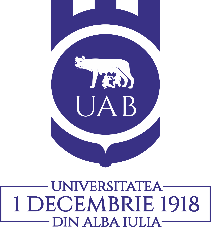 UAB
UNIVERSITATEA
1 DECEMBRIE 1918
DIN ALBA IULIA